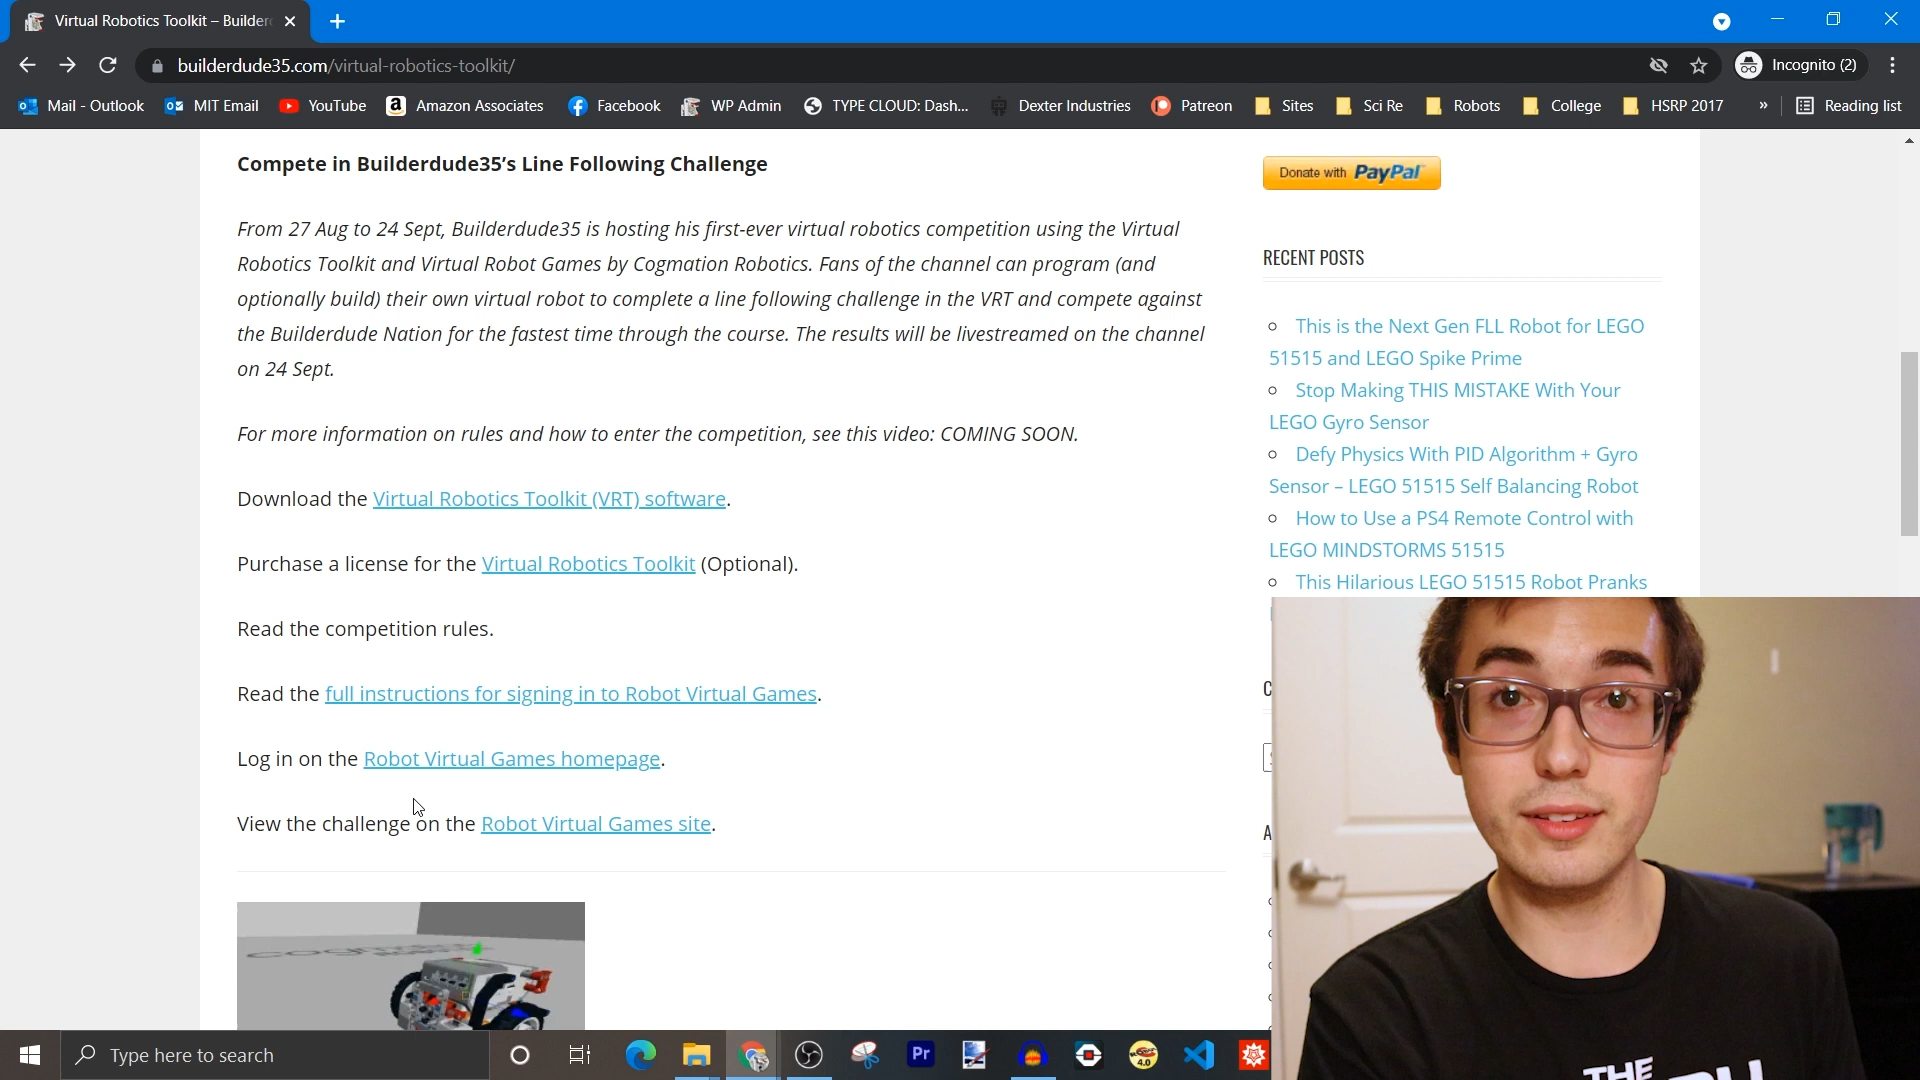 Virtual Robotics Toolkit – Builder
builderdude35.com/virtual-robotics-toolkit/
Incognito (2)
Mail - Outlook
MIT Email
YouTube
Amazon Associates
Facebook
WP Admin
TYPE CLOUD: Dash...
Dexter Industries
Patreon
Sites
Sci Re
Robots
College
HSRP 2017
»
Reading list
Compete in Builderdude35’s Line Following Challenge
From 27 Aug to 24 Sept, Builderdude35 is hosting his first-ever virtual robotics competition using the Virtual
Robotics Toolkit and Virtual Robot Games by Cogmation Robotics. Fans of the channel can program (and
optionally build) their own virtual robot to complete a line following challenge in the VRT and compete against
the Builderdude Nation for the fastest time through the course. The results will be livestreamed on the channel
on 24 Sept.
For more information on rules and how to enter the competition, see this video: COMING SOON.
Download the Virtual Robotics Toolkit (VRT) software.
Purchase a license for the Virtual Robotics Toolkit (Optional).
Read the competition rules.
Read the full instructions for signing in to Robot Virtual Games.
Log in on the Robot Virtual Games homepage.
View the challenge on the Robot Virtual Games site.
Donate with PayPal
RECENT POSTS
This is the Next Gen FLL Robot for LEGO
51515 and LEGO Spike Prime
Stop Making THIS MISTAKE With Your
LEGO Gyro Sensor
Defy Physics With PID Algorithm + Gyro
Sensor – LEGO 51515 Self Balancing Robot
How to Use a PS4 Remote Control with
LEGO MINDSTORMS 51515
This Hilarious LEGO 51515 Robot Pranks
THE
Type here to search
Pr
4.0